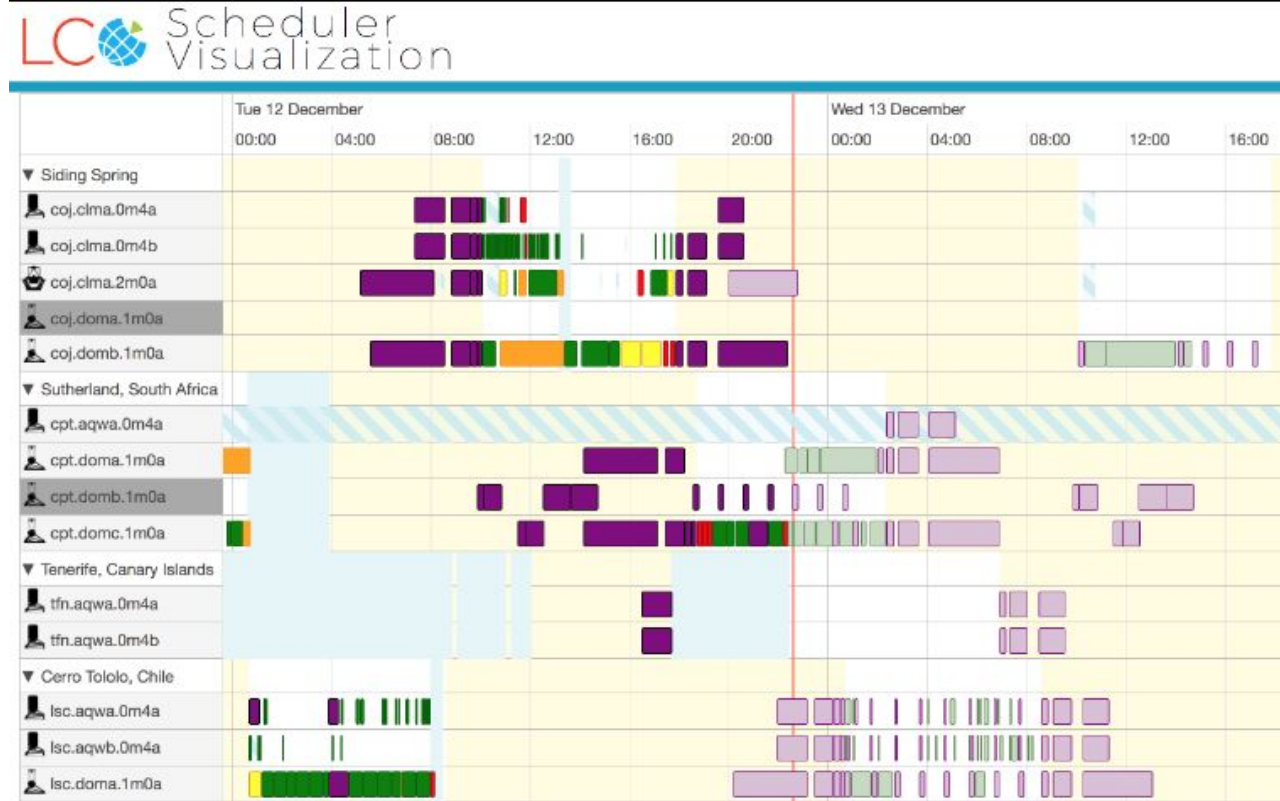 LCO Scheduler
Visualization
Tue 12 December
Wed 13 December
00:00 04:00 08:00 12:00 16:00 20:00 00:00 04:00 08:00 12:00 16:00
▼ Siding Spring
coj.clma.0m4a
coj.clma.0m4b
coj.clma.2m0a
coj.doma.1m0a
coj.domb.1m0a
▼ Sutherland, South Africa
cpt.aqwa.0m4a
cpt.doma.1m0a
cpt.domb.1m0a
cpt.domc.1m0a
▼ Tenerife, Canary Islands
tfn.aqwa.0m4a
tfn.aqwa.0m4b
▼ Cerro Tololo, Chile
lsc.aqwa.0m4a
lsc.aqwb.0m4a
lsc.doma.1m0a